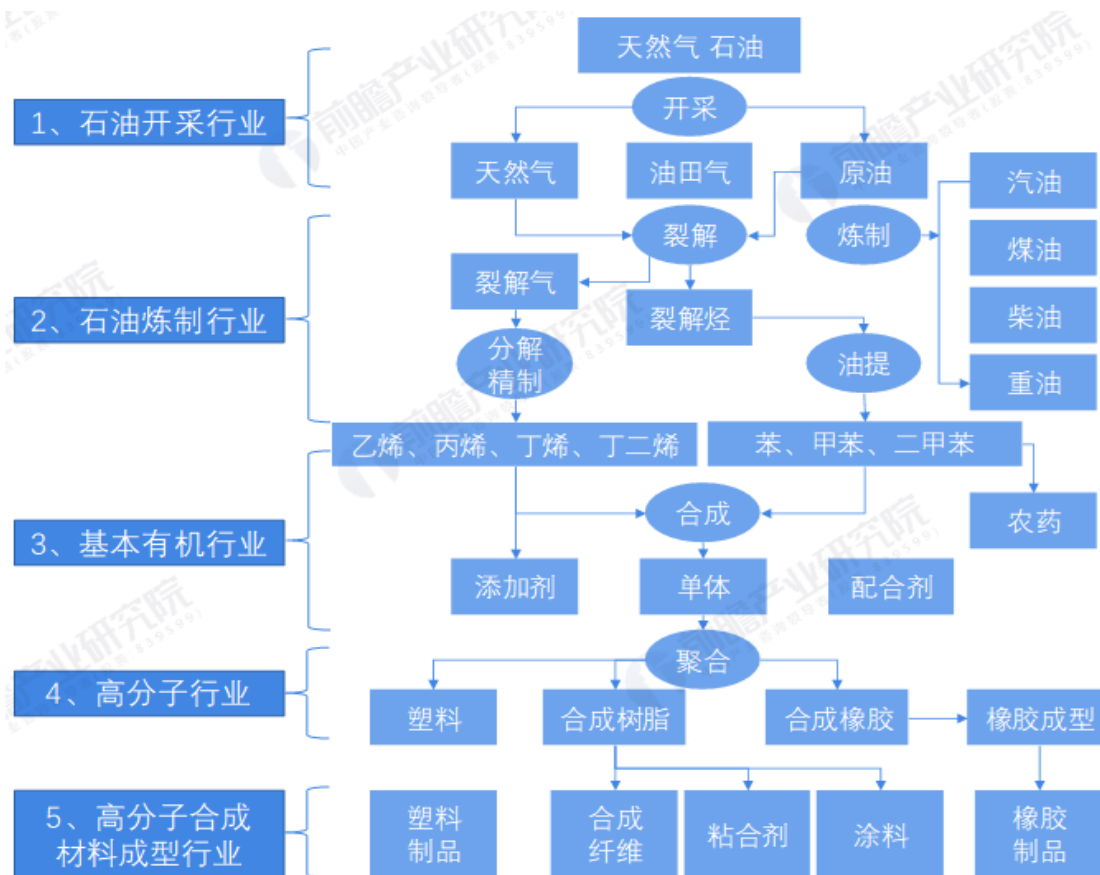 天然气 石油
1、石油开采行业
开采
天然气
油田气
原油
汽油
裂解
炼制
煤油
裂解气
裂解烃
2、石油炼制行业
柴油
分解
精制
油提
重油
乙烯、丙烯、丁烯、丁二烯
苯、甲苯、二甲苯
合成
农药
3、基本有机行业
添加剂
单体
配合剂
聚合
4、高分子行业
塑料
合成树脂
合成橡胶
橡胶成型
5、高分子合成
材料成型行业
塑料
制品
合成
纤维
粘合剂
涂料
橡胶
制品
前瞻产业研究院